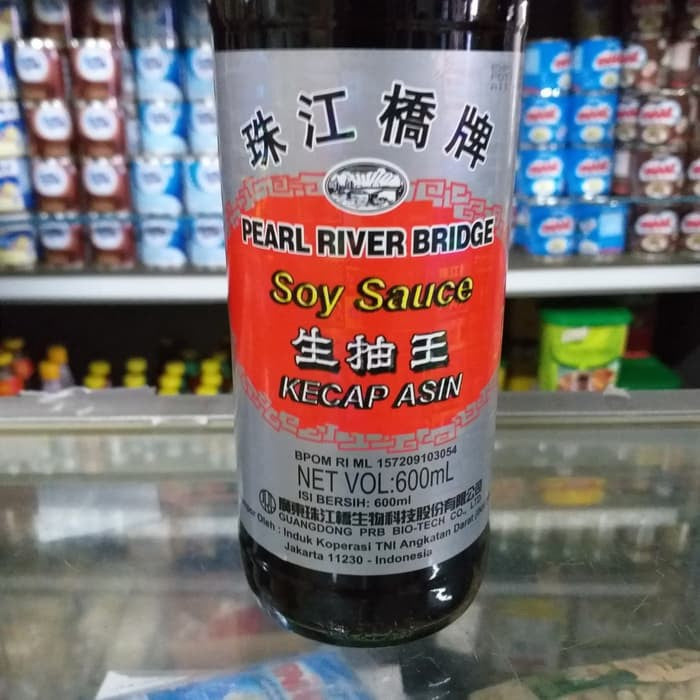 珠江橋牌
PEARL RIVER BRIDGE
Soy Sauce
生抽王
KECAP ASIN
BPOM RI ML 157209103054
NET VOL:600mL
ISI BERSIH: 600ml
廣東珠江橋生物科技股份有限公司
GUANGDONG PRB BIO-TECH CO., LTD
Oleh : Induk Koperasi TNI Angkatan Darat
Jakarta 11230 - Indonesia